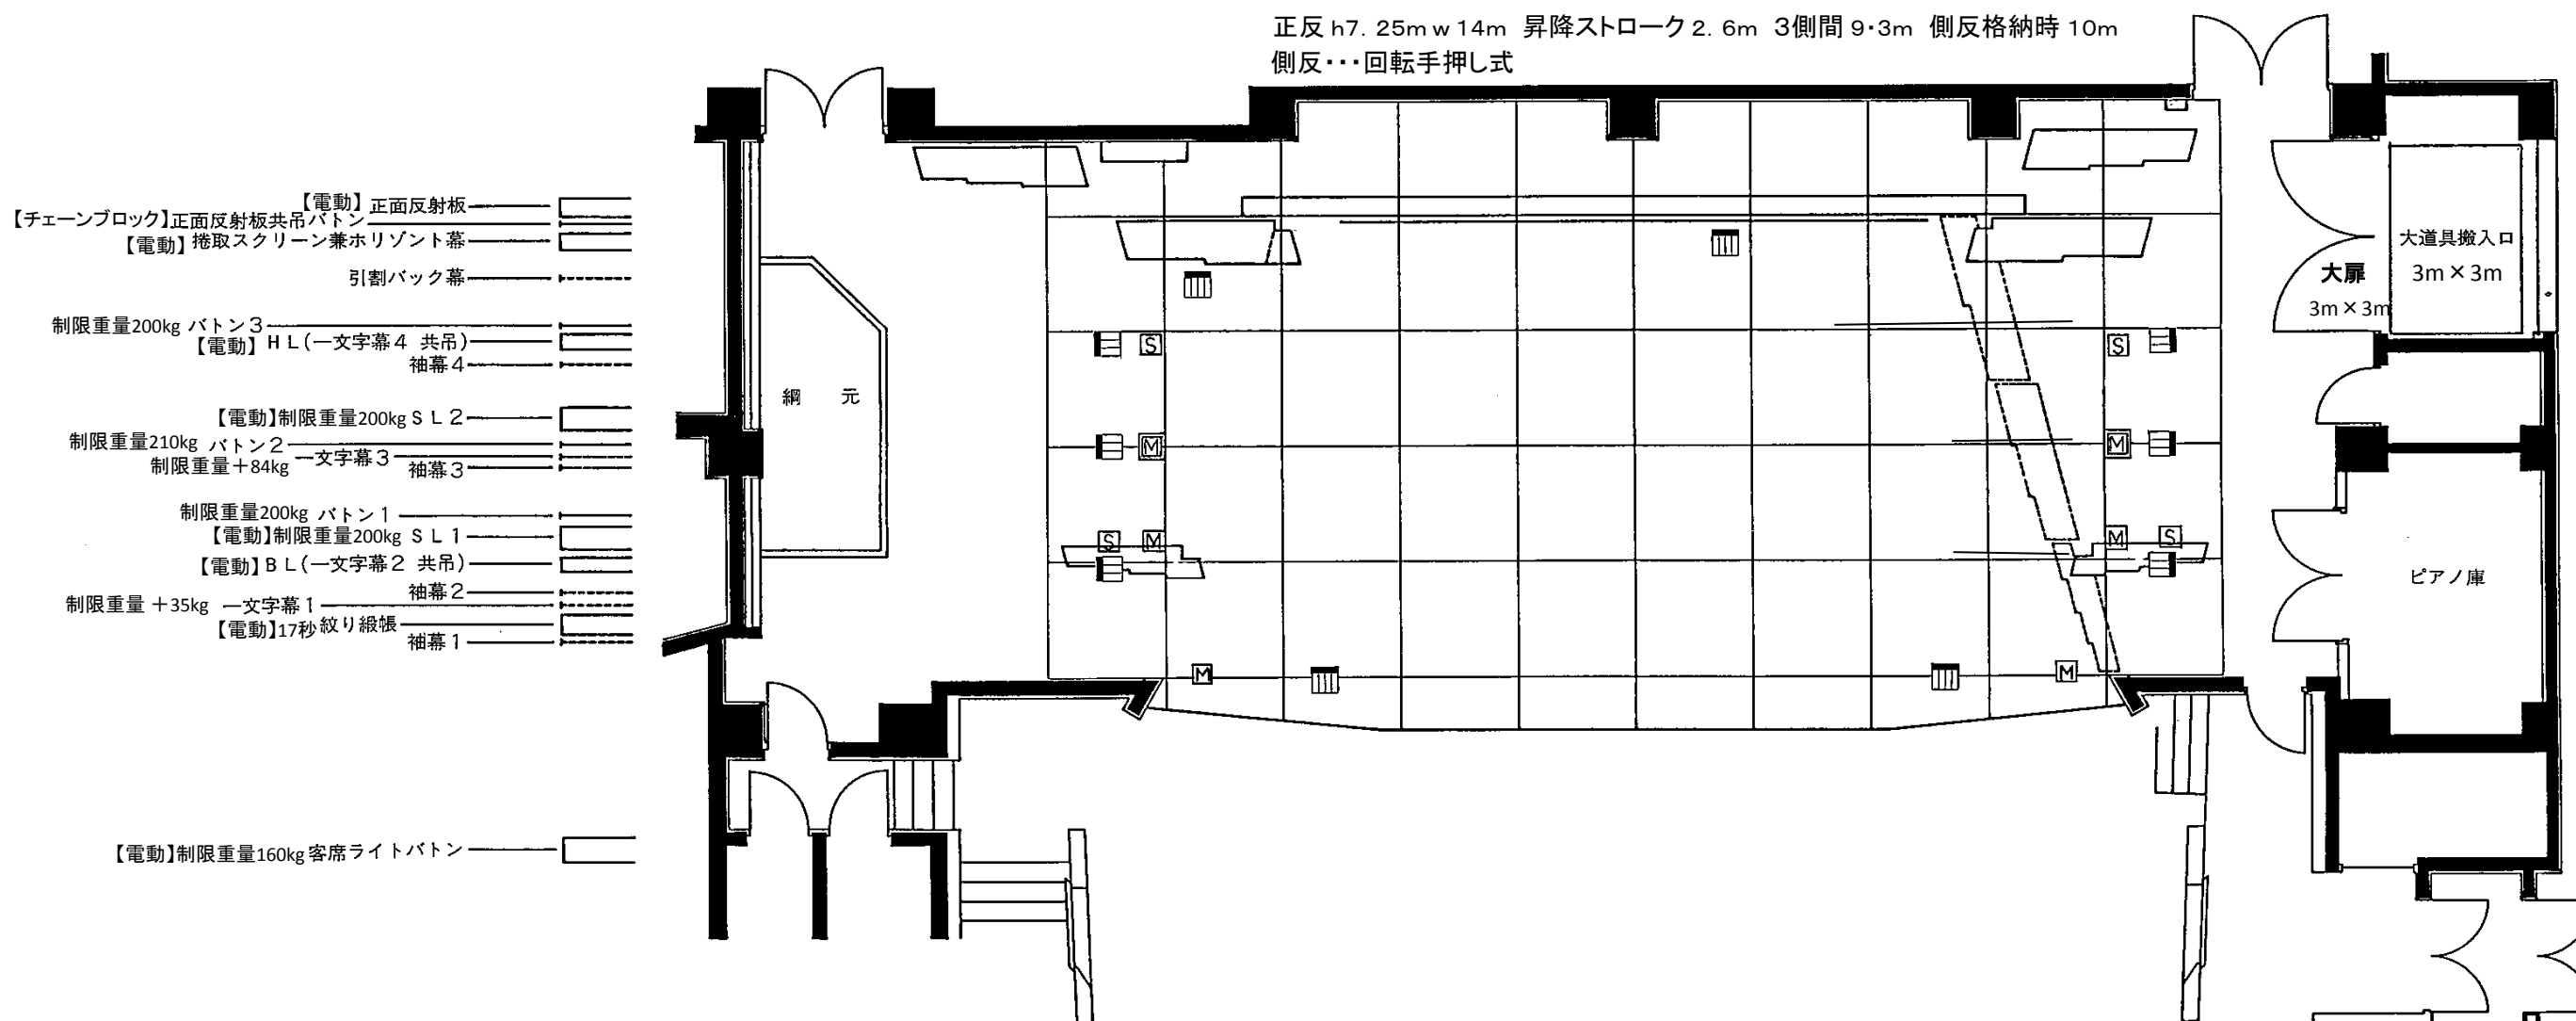 正反 h7. 25m w 14m 昇降ストローク 2. 6m 3側間 9・3m 側反格納時 10m
側反・・・回転手押し式
【電動】 正面反射板
【チェーンブロック】正面反射板共吊バトン
【電動】 捲取スクリーン兼ホリゾント幕
引割バック幕
制限重量200kg バトン3
【電動】 HL(一文字幕4 共吊)
袖幕4
【電動】制限重量200kg SL2
制限重量210kg バトン2
制限重量+84kg 一文字幕3
袖幕3
制限重量200kg バトン1
【電動】制限重量200kg SL1
【電動】BL(一文字幕2 共吊)
袖幕2
制限重量 +35kg 一文字幕1
【電動】17秒 絞り緞帳
袖幕1
【電動】制限重量160kg 客席ライトバトン
綱 元
大道具搬入口
3m×3m
大扉
3m×3m
ピアノ庫
S
S
M
M
S
M
M
S
M
M